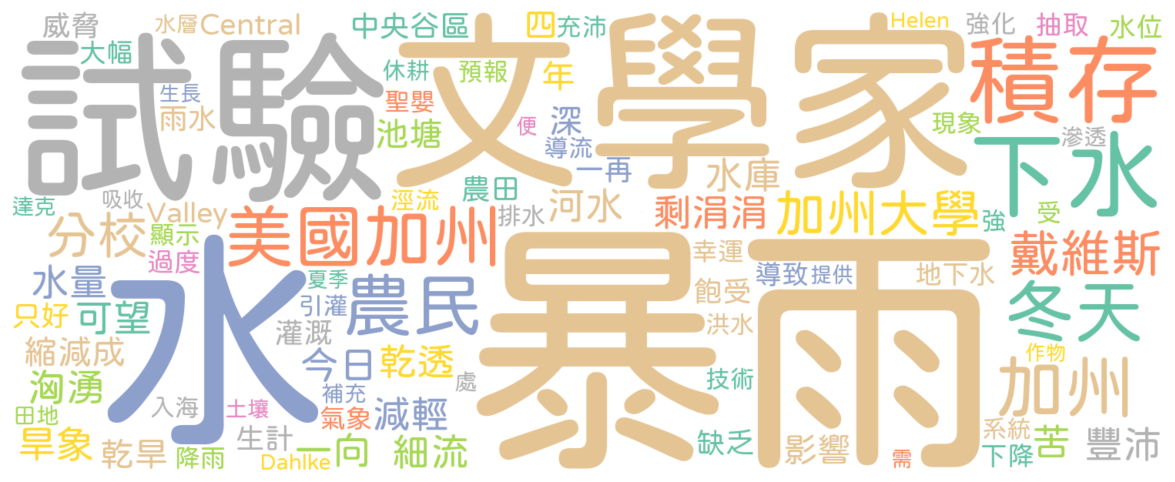 威脅 水層 Central 中央谷區 四 充沛 Helen 強化 抽取 水位
大幅 試驗 文學家 積存
休耕 預報 年
生長 聖嬰
雨水 池塘 便 深 現象 滲透
導流 一再 下水
吸收 農田 水庫
達克 Valley 涇流 排水 河水 剩涓涓 加州大學 強 受
分校 顯示 美國加州
過度 水 暴雨 幸運 戴維斯
水量 夏季 農民 導致 提供 地下水
引灌 飽受 冬天
只好 可望 灌溉 洪水
縮減成 今日 乾透 作物
匈湧 處 技術 加州
補充
田地 入海 土壤 氣象 減輕
旱象 乾旱 生計 一向 細流 缺乏 影響 系統 苦 豐沛
降雨 Dahlke 需 下降